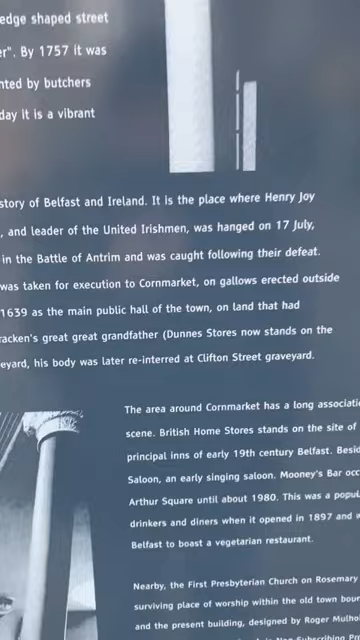 edge shaped street
er". By 1757 it was
nted by butchers
day it is a vibrant
story of Belfast and Ireland. It is the place where Henry Joy
, and leader of the United Irishmen, was hanged on 17 July,
in the Battle of Antrim and was caught following their defeat.
was taken for execution to Cornmarket, on gallows erected outside
1639 as the main public hall of the town, on land that had
racken's great great grandfather (Dunnes Stores now stands on the
eyard, his body was later re-interred at Clifton Street graveyard.
The area around Cornmarket has a long associati
scene. British Home Stores stands on the site of
principal inns of early 19th century Belfast. Besid
Saloon, an early singing saloon. Mooney's Bar occ
Arthur Square until about 1980. This was a popul
drinkers and diners when it opened in 1897 and w
Belfast to boast a vegetarian restaurant.
Nearby, the First Presbyterian Church on Rosemary
surviving place of worship within the old town boun
and the present building, designed by Roger Mulho
Non Subscribing Pr